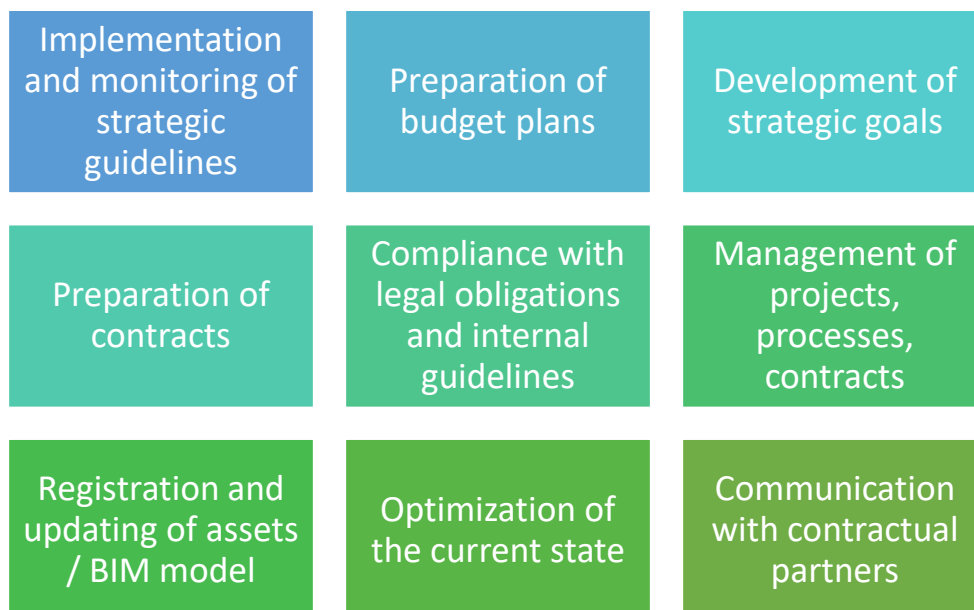 Implementation
and monitoring of
strategic
guidelines
Preparation of
budget plans
Development of
strategic goals
Preparation of
contracts
Compliance with
legal obligations
and internal
guidelines
Management of
projects,
processes,
contracts
Registration and
updating of assets
/ BIM model
Optimization of
the current state
Communication
with contractual
partners